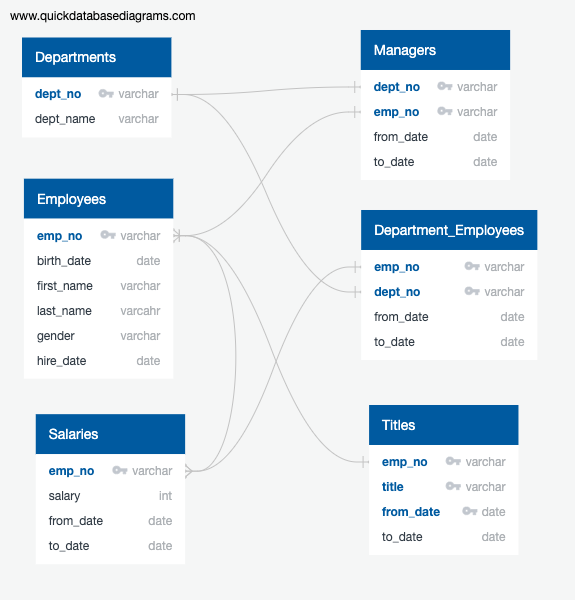 www.quickdatabasediagrams.com
Departments
dept_no varchar
dept_name varchar
Employees
emp_no varchar
birth_date date
first_name varchar
last_name varcahr
gender varchar
hire_date date
Salaries
emp_no varchar
salary int
from_date date
to_date date
Managers
dept_no varchar
emp_no varchar
from_date date
to_date date
Department_Employees
emp_no varchar
dept_no varchar
from_date date
to_date date
Titles
emp_no varchar
title varchar
from_date date
to_date date